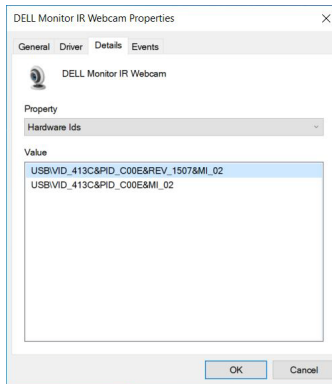 DELL Monitor IR Webcam Properties
General Driver Details Events
DELL Monitor IR Webcam
Property
Hardware Ids
Value
USB\VID_413C&PID_C00E&REV_1507&MI_02
USB\VID_413C&PID_C00E&MI_02
OK Cancel